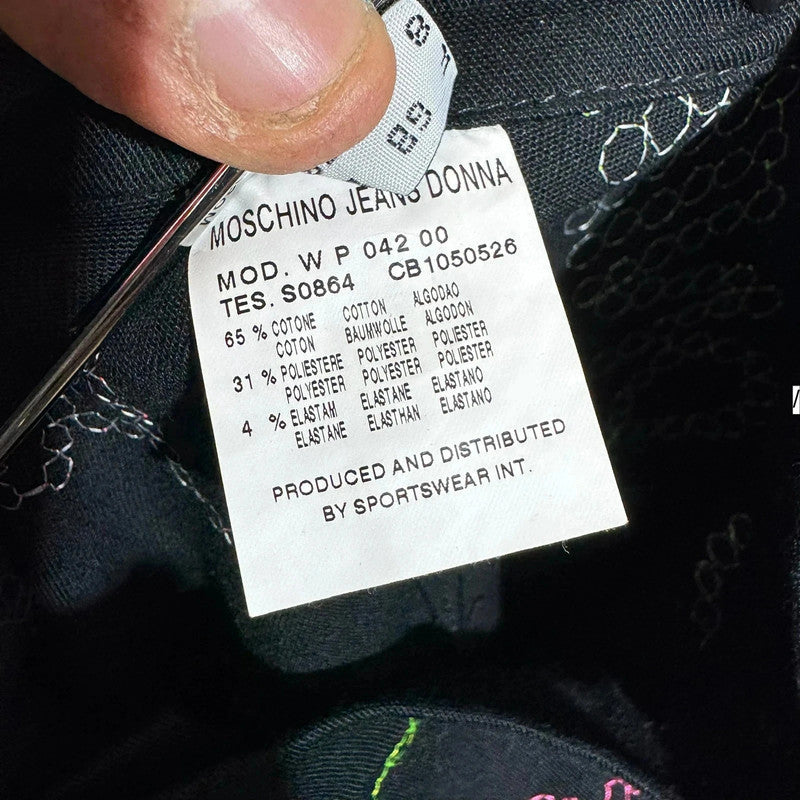 88
MOSCHINO JEANS DONNA
MOD. W P 042 00
TES. S0864 CB1050526
65 % COTONE COTTON ALGODAO
COTON BAUMWOLLE ALGODON
31 % POLIESTERE POLYESTER POLIESTER
POLYESTER POLYESTER POLIESTER
4 % ELASTAM ELASTANE ELASTANO
ELASTANE ELASTHAN ELASTANO
PRODUCED AND DISTRIBUTED
BY SPORTSWEAR INT.